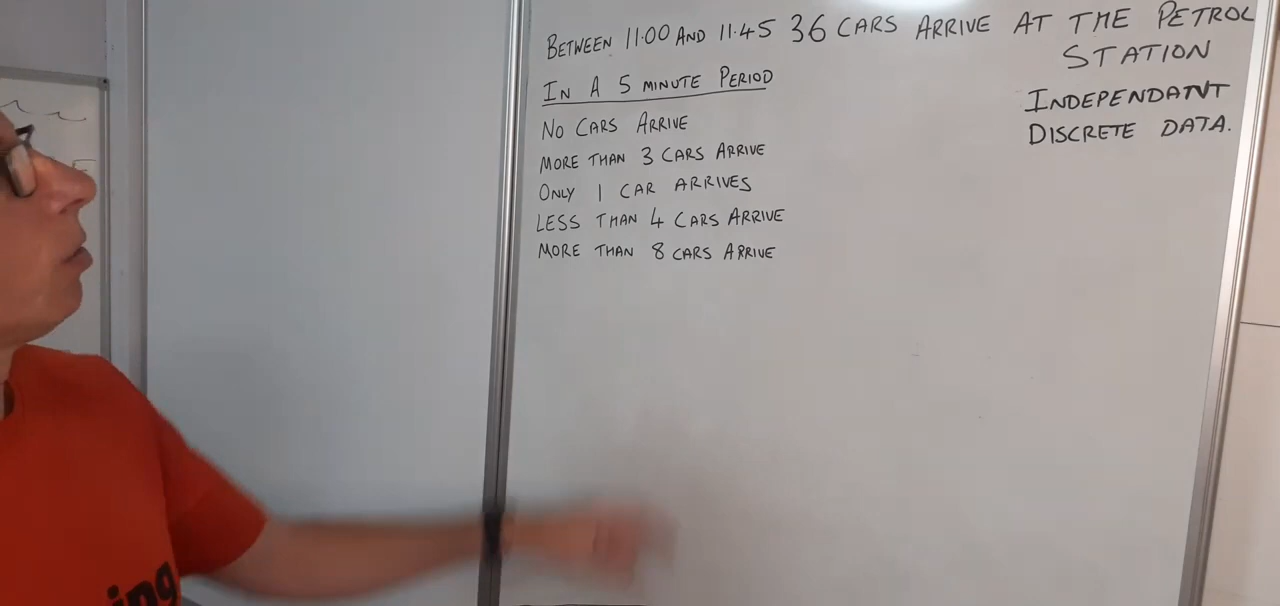 BETWEEN 11.00 AND 11.45 36 CARS ARRIVE AT THE PETROL
STATION
IN A 5 MINUTE PERIOD
INDEPENDANT
DISCRETE DATA.
NO CARS ARRIVE
MORE THAN 3 CARS ARRIVE
ONLY 1 CAR ARRIVES
LESS THAN 4 CARS ARRIVE
MORE THAN 8 CARS ARRIVE
ing